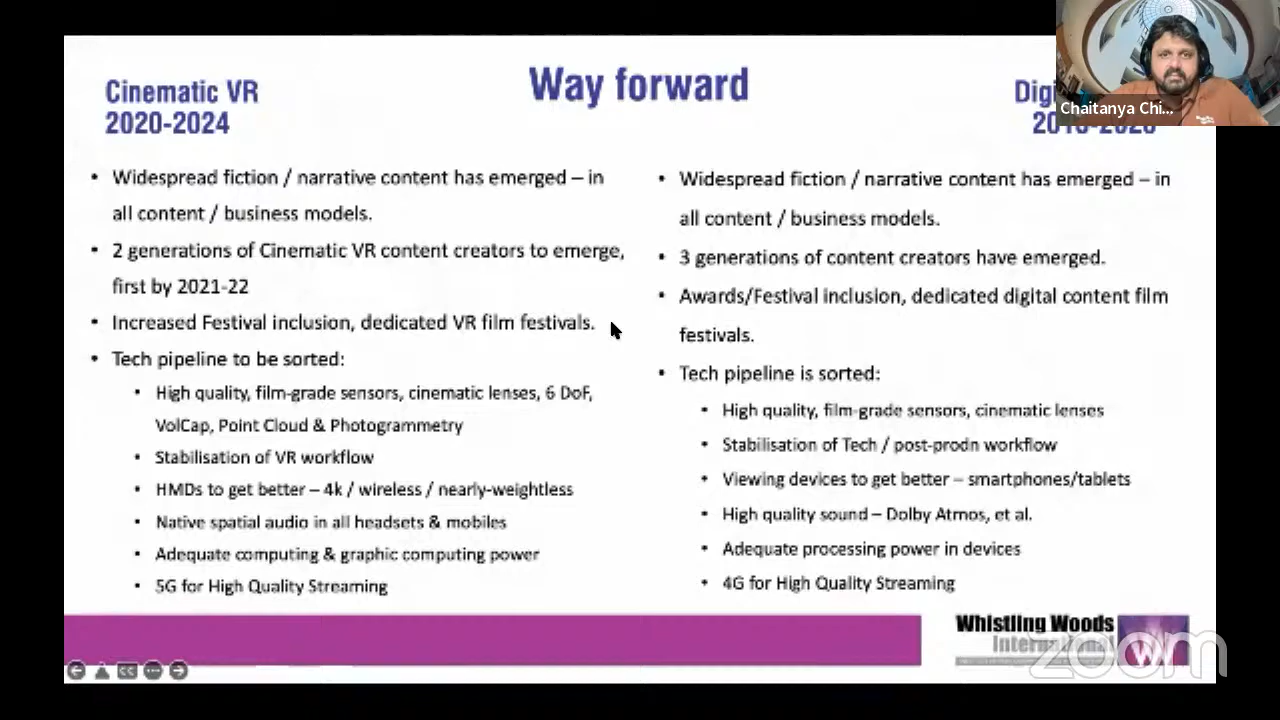 Way forward
Cinematic VR
2020-2024
• Widespread fiction / narrative content has emerged – in
all content / business models.
• 2 generations of Cinematic VR content creators to emerge,
first by 2021-22
• Increased Festival inclusion, dedicated VR film festivals.
• Tech pipeline to be sorted:
• High quality, film-grade sensors, cinematic lenses, 6 DoF,
VolCap, Point Cloud & Photogrammetry
• Stabilisation of VR workflow
• HMDs to get better – 4k / wireless / nearly-weightless
• Native spatial audio in all headsets & mobiles
• Adequate computing & graphic computing power
• 5G for High Quality Streaming
• Widespread fiction / narrative content has emerged – in
all content / business models.
• 3 generations of content creators have emerged.
• Awards/Festival inclusion, dedicated digital content film
festivals.
• Tech pipeline is sorted:
• High quality, film-grade sensors, cinematic lenses
• Stabilisation of Tech / post-prodn workflow
• Viewing devices to get better – smartphones/tablets
• High quality sound – Dolby Atmos, et al.
• Adequate processing power in devices
• 4G for High Quality Streaming
Chaitanya Chi...
Whistling Woods
International
zoom